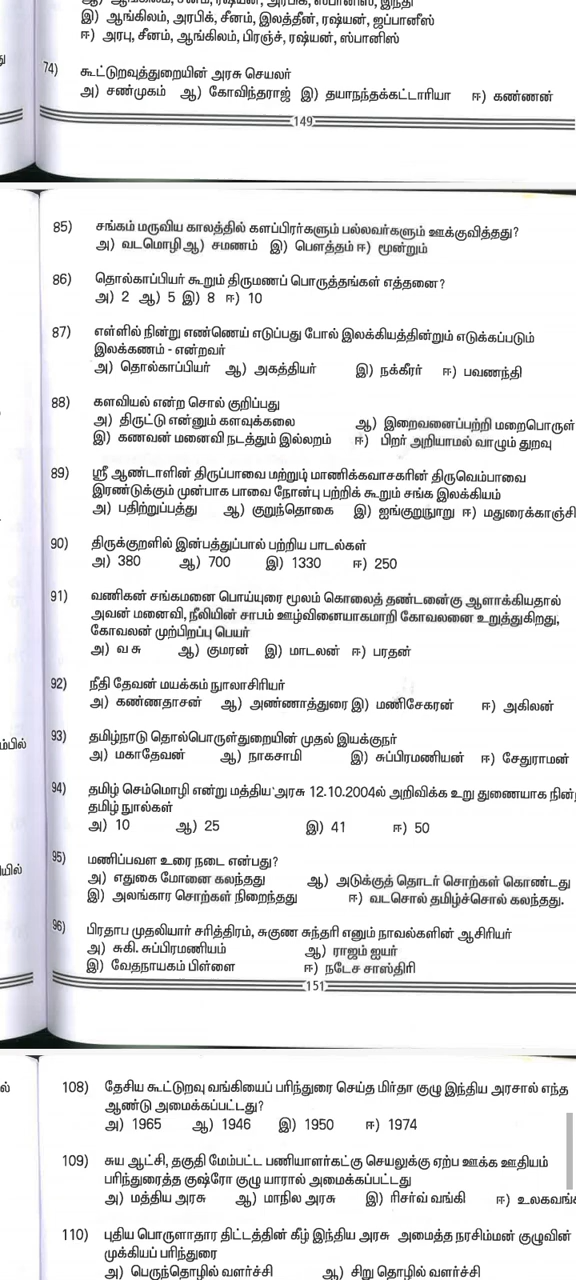 இ) ஆங்கிலம், அரபிக், சீனம், இலத்தீன், ரஷ்யன், ஜப்பானீஸ்
ஈ) அரபு, சீனம், ஆங்கிலம், பிரஞ்ச், ரஷ்யன், ஸ்பானிஸ்
74) கூட்டுறவுத்துறையின் அரசு செயலர்
அ) சண்முகம் ஆ) கோவிந்தராஜ் இ) தயாநந்தக்கட்டாரியா ஈ) கண்ணன்
149
85) சங்கம் மருவிய காலத்தில் களப்பிரர்களும் பல்லவர்களும் ஊக்குவித்தது?
அ) வடமொழி ஆ) சமணம் இ) பௌத்தம் ஈ) மூன்றும்
86) தொல்காப்பியர் கூறும் திருமணப் பொருத்தங்கள் எத்தனை?
அ) 2 ஆ) 5 இ) 8 ஈ) 10
87) எள்ளில் நின்று எண்ணெய் எடுப்பது போல் இலக்கியத்தின்றும் எடுக்கப்படும்
இலக்கணம் - என்றவர்
அ) தொல்காப்பியர் ஆ) அகத்தியர் இ) நக்கீரர் ஈ) பவணந்தி
88) களவியல் என்ற சொல் குறிப்பது
அ) திருட்டு என்னும் களவுக்கலை ஆ) இறைவனைப்பற்றி மறைபொருள்
இ) கணவன் மனைவி நடத்தும் இல்லறம் ஈ) பிறர் அறியாமல் வாழும் துறவு
89) ஸ்ரீ ஆண்டாளின் திருப்பாவை மற்றும் மாணிக்கவாசகரின் திருவெம்பாவை
இரண்டுக்கும் முன்பாக பாவை நோன்பு பற்றிக் கூறும் சங்க இலக்கியம்
அ) பதிற்றுப்பத்து ஆ) குறுந்தொகை இ) ஐங்குறுநூறு ஈ) மதுரைக்காஞ்சி
90) திருக்குறளில் இன்பத்துப்பால் பற்றிய பாடல்கள்
அ) 380 ஆ) 700 இ) 1330 ஈ) 250
91) வணிகன் சங்கமனை பொய்யுரை மூலம் கொலைத் தண்டனைகு ஆளாக்கியதால்
அவன் மனைவி, நீலியின் சாபம் ஊழ்வினையாகமாறி கோவலனை உறுத்துகிறது,
கோவலன் முற்பிறப்பு பெயர்
அ) வசு ஆ) குமரன் இ) மாடலன் ஈ) பரதன்
92) நீதி தேவன் மயக்கம் நூலாசிரியர்
அ) கண்ணதாசன் ஆ) அண்ணாத்துரை இ) மணிசேகரன் ஈ) அகிலன்
93) தமிழ்நாடு தொல்பொருள்துறையின் முதல் இயக்குநர்
அ) மகாதேவன் ஆ) நாகசாமி இ) சுப்பிரமணியன் ஈ) சேதுராமன்
94) தமிழ் செம்மொழி என்று மத்திய அரசு 12.10.2004ல் அறிவிக்க உறு துணையாக
தமிழ் நூல்கள்
அ) 10 ஆ) 25 இ) 41 ஈ) 50
95) மணிப்பவள உரை நடை என்பது?
அ) எதுகை மோனை கலந்தது ஆ) அடுக்குத் தொடர் சொற்கள் கொண்டது
இ) அலங்கார சொற்கள் நிறைந்தது ஈ) வடசொல் தமிழ்ச்சொல் கலந்தது.
96) பிரதாப முதலியார் சரித்திரம், சுகுண சுந்தரி எனும் நாவல்களின் ஆசிரியர்
அ) சுகி. சுப்பிரமணியம் ஆ) ராஜம் ஐயர்
இ) வேதநாயகம் பிள்ளை ஈ) நடேச சாஸ்திரி
151
108) தேசிய கூட்டுறவு வங்கியைப் பரிந்துரை செய்த மிர்தா குழு இந்திய அரசால் எந்த
ஆண்டு அமைக்கப்பட்டது?
அ) 1965 ஆ) 1946 இ) 1950 ஈ) 1974
109) சுய ஆட்சி, தகுதி மேம்பட்ட பணியாளர்கட்கு செயலுக்கு ஏற்ப ஊக்க ஊதியம்
பரிந்துரைத்த குஷ்ரோ குழு யாரால் அமைக்கப்பட்டது
அ) மத்திய அரசு ஆ) மாநில அரசு இ) ரிசர்வ் வங்கி ஈ)
110) புதிய பொருளாதார திட்டத்தின் கீழ் இந்திய அரசு அமைத்த நரசிம்மன் குழுவின்
முக்கியப் பரிந்துரை
அ) பெருந்தொழில் வளர்ச்சி ஆ) சிறு தொழில் வளர்ச்சி